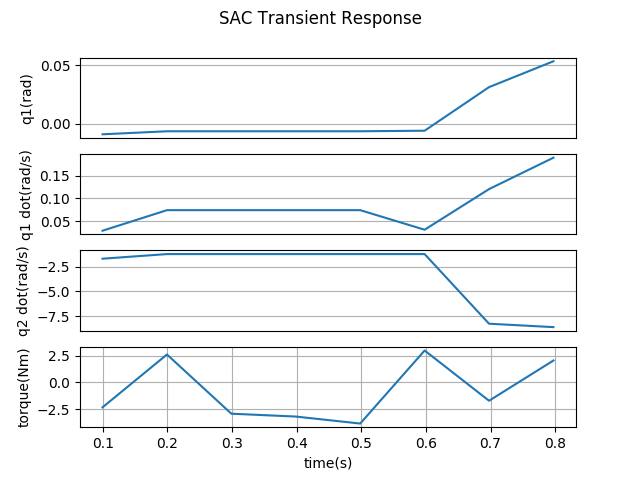 SAC Transient Response
q1(rad)
0.05
0.00
q1 dot(rad/s)
0.15
0.10
0.05
q2 dot(rad/s)
−2.5
−5.0
−7.5
torque(Nm)
2.5
0.0
−2.5
0.1 0.2 0.3 0.4 0.5 0.6 0.7 0.8
time(s)